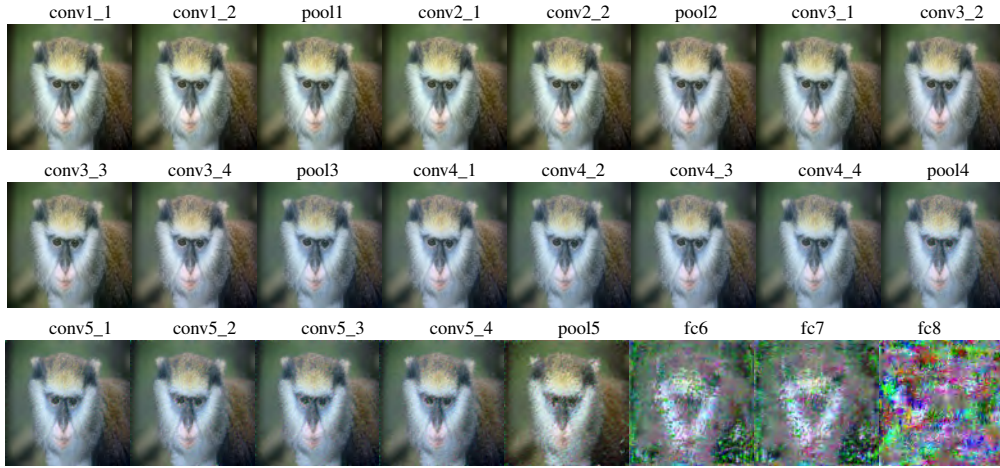 conv1_1 conv1_2 pool1 conv2_1 conv2_2 pool2 conv3_1 conv3_2
conv3_3 conv3_4 pool3 conv4_1 conv4_2 conv4_3 conv4_4 pool4
conv5_1 conv5_2 conv5_3 conv5_4 pool5 fc6 fc7 fc8